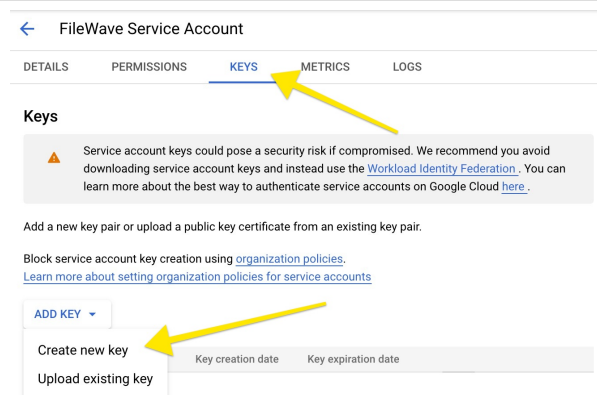 FileWave Service Account
DETAILS PERMISSIONS KEYS METRICS LOGS
Keys
Service account keys could pose a security risk if compromised. We recommend you avoid
downloading service account keys and instead use the Workload Identity Federation . You can
learn more about the best way to authenticate service accounts on Google Cloud here .
Add a new key pair or upload a public key certificate from an existing key pair.
Block service account key creation using organization policies.
Learn more about setting organization policies for service accounts
ADD KEY
Create new key
Key creation date Key expiration date
Upload existing key